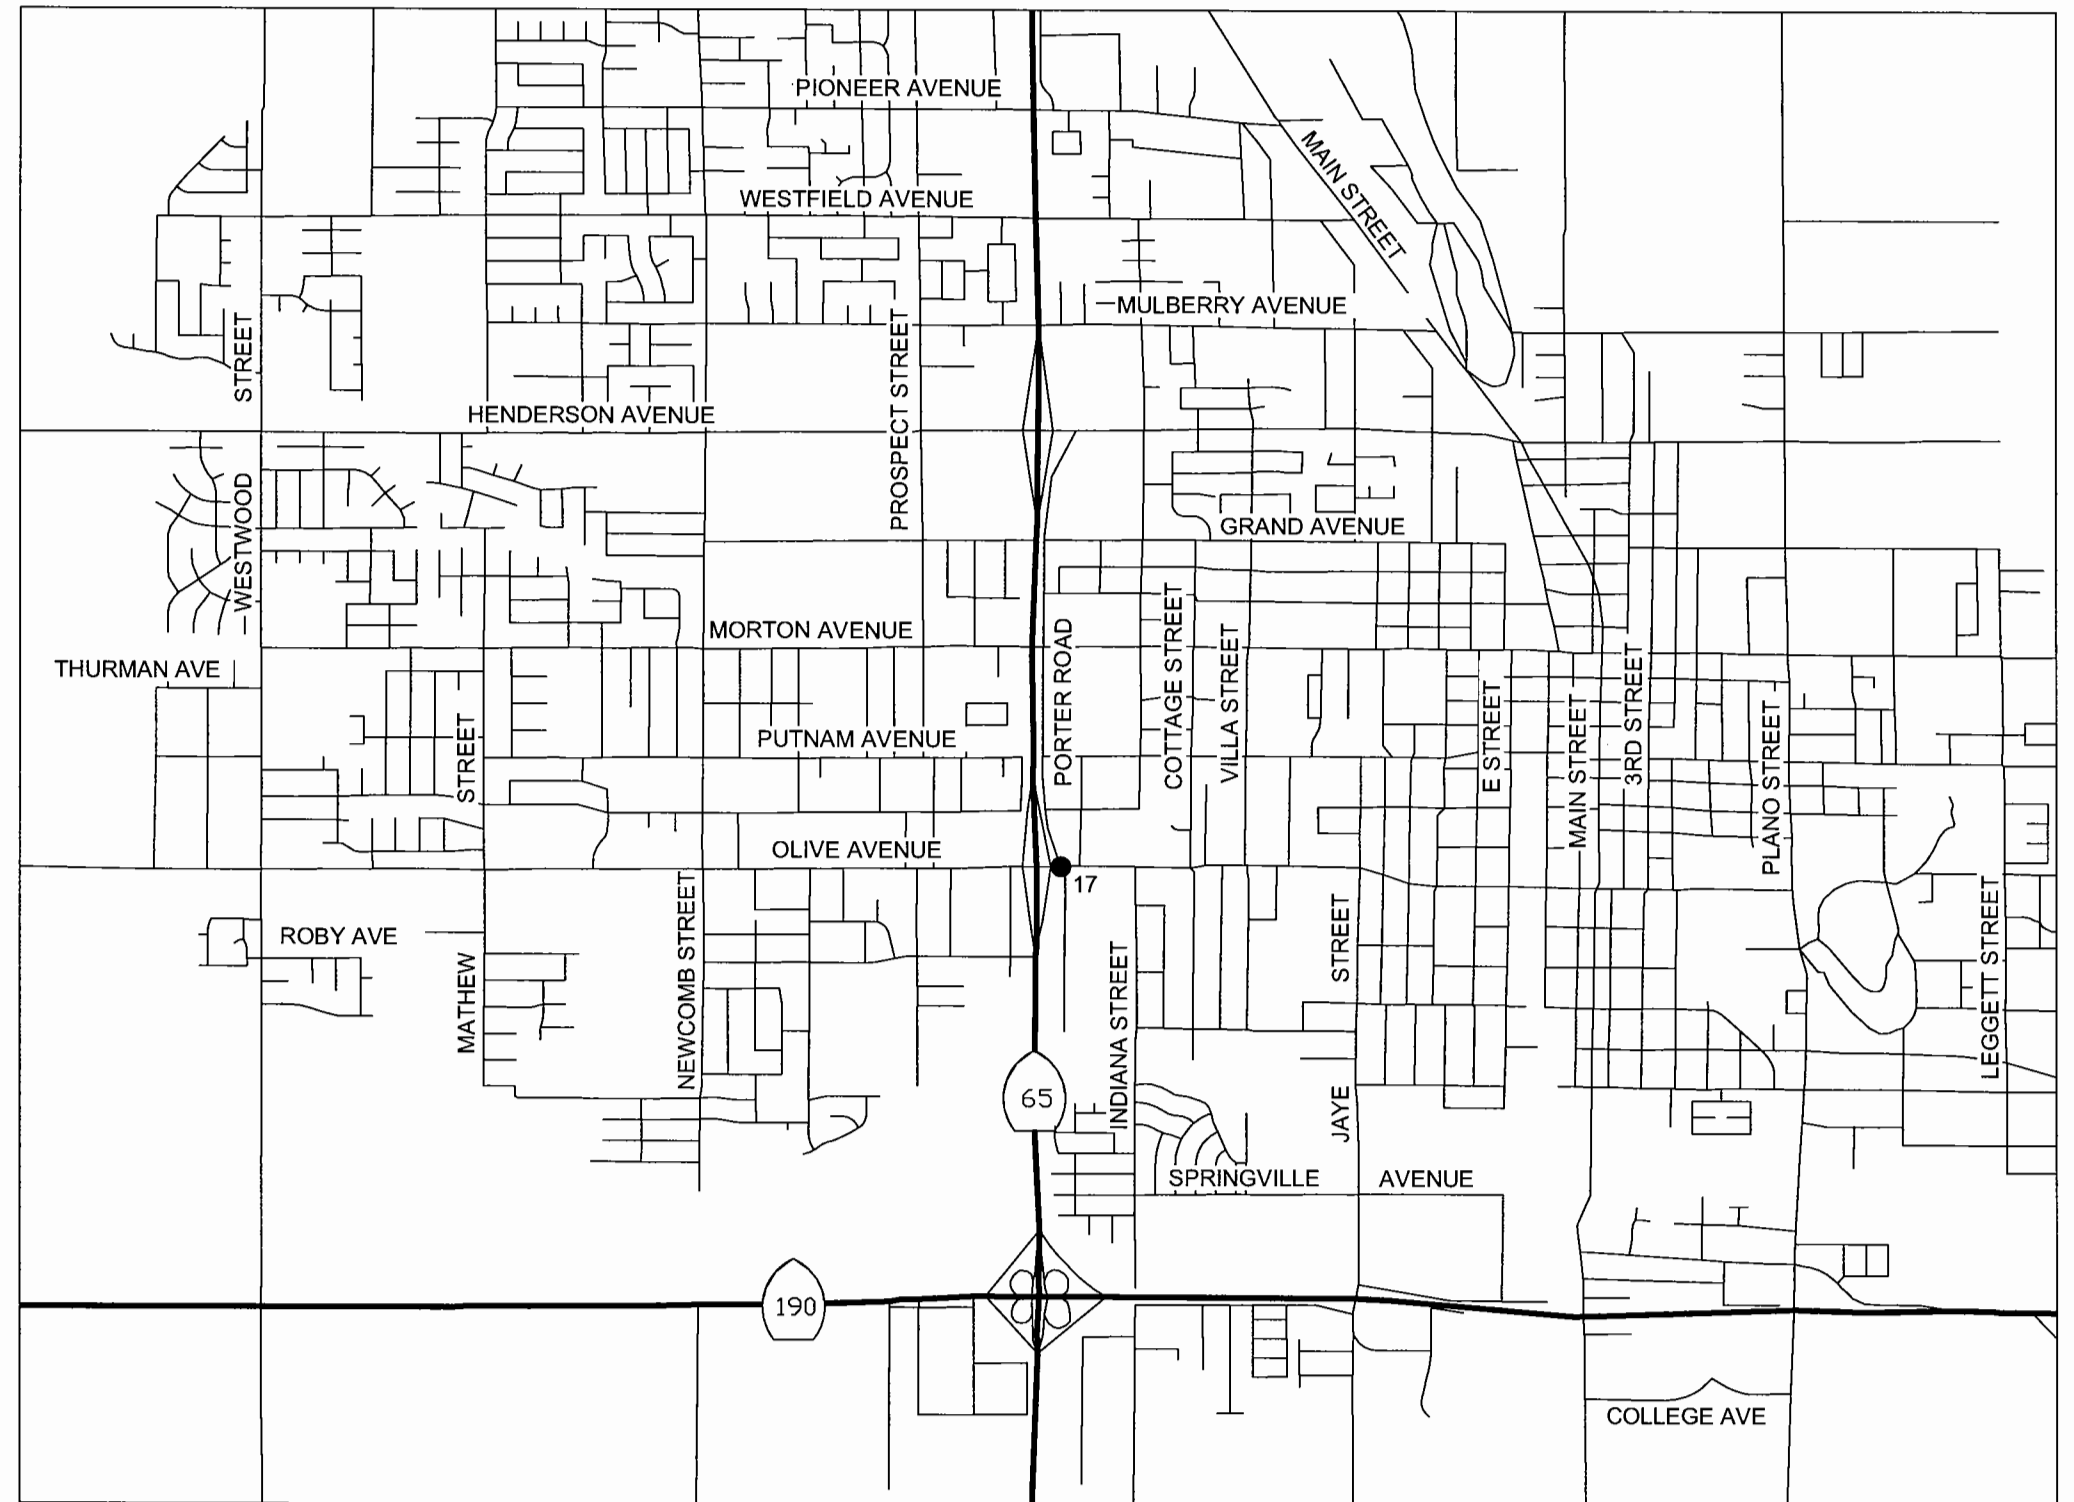 PIONEER AVENUE
MAIN STREET
WESTFIELD AVENUE
MULBERRY AVENUE
STREET
PROSPECT STREET
HENDERSON AVENUE
WESTWOOD
GRAND AVENUE
MORTON AVENUE
THURMAN AVE
PORTER ROAD
COTTAGE STREET
VILLA STREET
E STREET
MAIN STREET
3RD STREET
PLANO STREET
STREET
PUTNAM AVENUE
OLIVE AVENUE
17
ROBY AVE
MATHEW
NEWCOMB STREET
INDIANA STREET
STREET
JAYE
LEGGETT STREET
65
SPRINGVILLE AVENUE
190
COLLEGE AVE